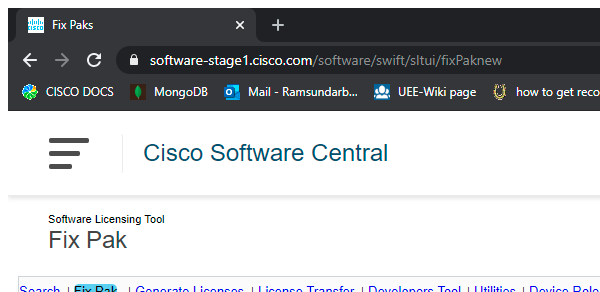 Fix Paks
software-stage1.cisco.com/software/swift/sltui/fixPaknew
CISCO DOCS MongoDB Mail - Ramsundarb... UEE-Wiki page how to get reco
Cisco Software Central
Software Licensing Tool
Fix Pak
Search | Fix Pak | Generate Licenses | License Transfer | Developers Tool | Utilities | Device Rele